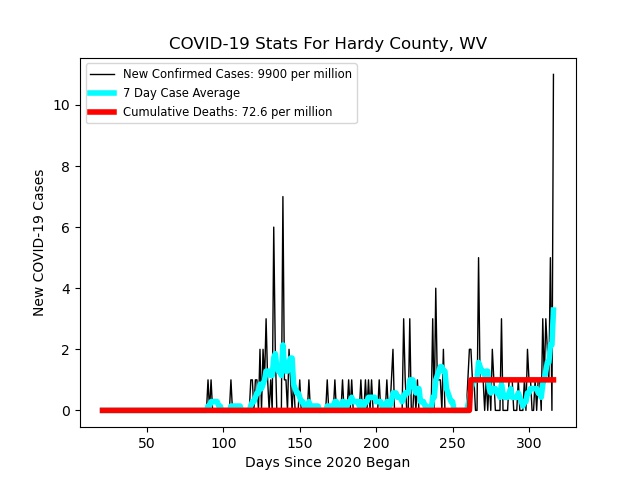 COVID-19 Stats For Hardy County, WV
New Confirmed Cases: 9900 per million
7 Day Case Average
Cumulative Deaths: 72.6 per million
New COVID-19 Cases
10
8
6
4
2
0
50 100 150 200 250 300
Days Since 2020 Began